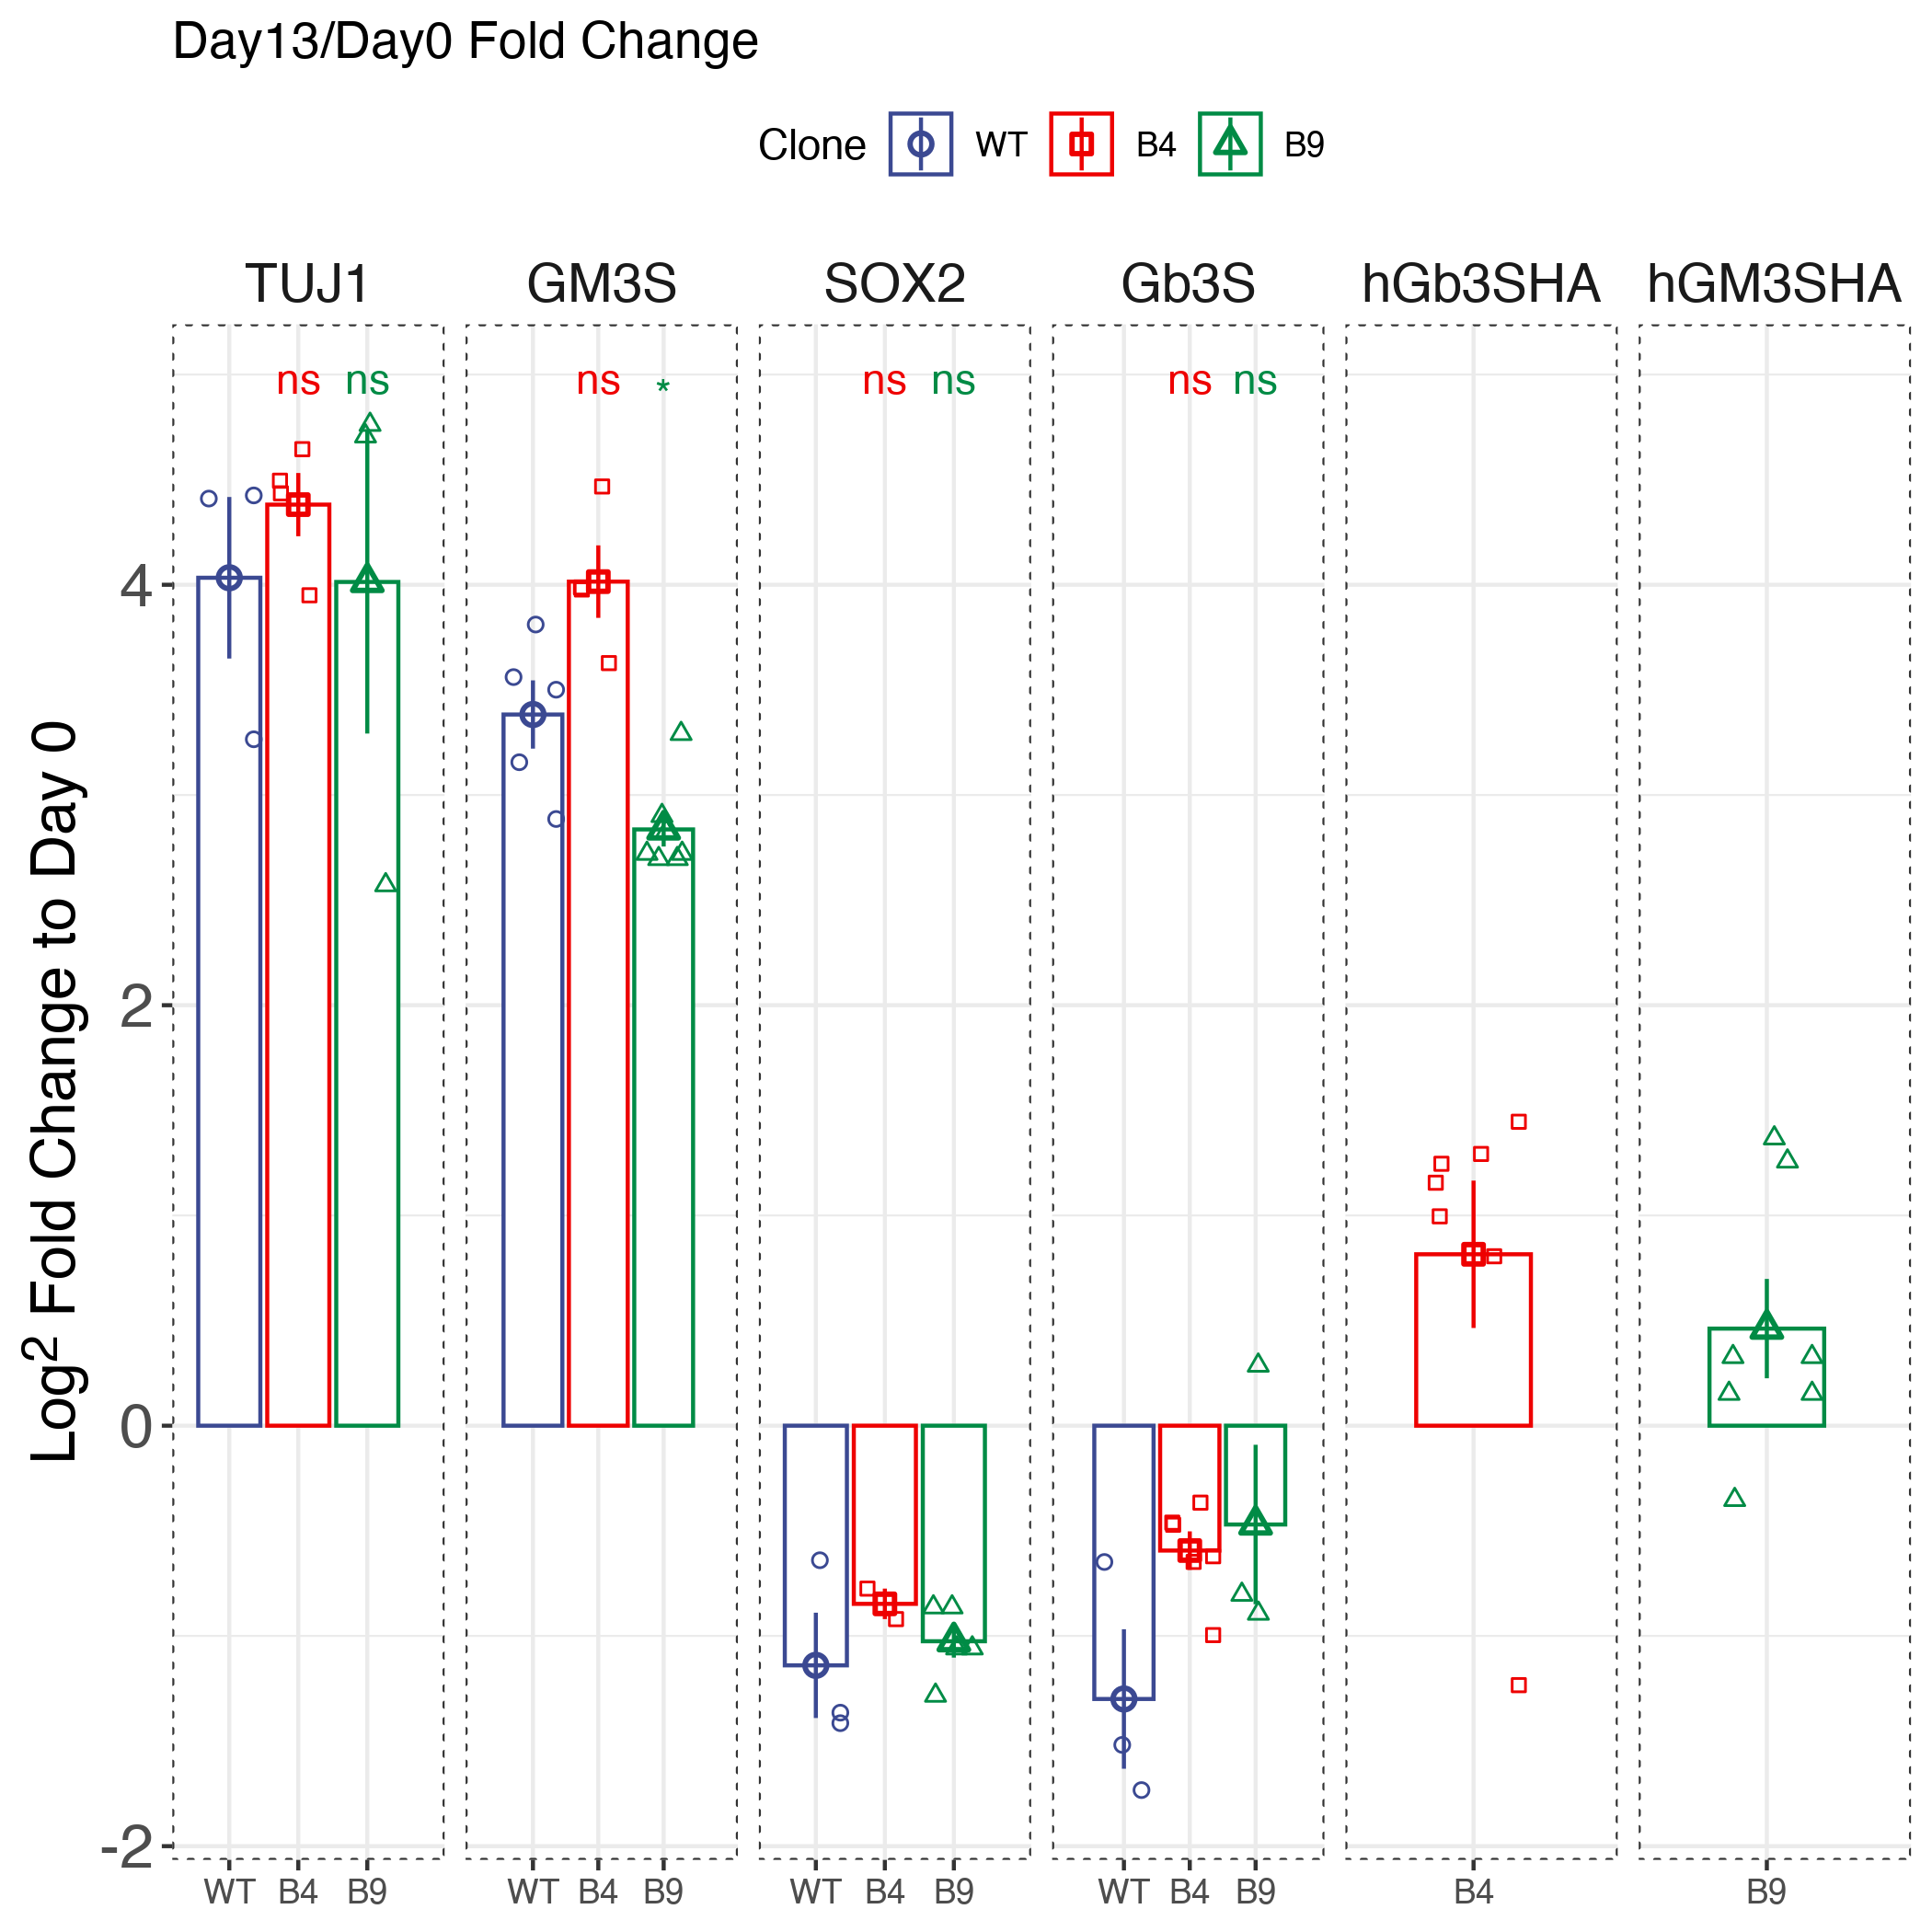 Day13/Day0 Fold Change
Clone WT B4 B9
TUJ1 GM3S SOX2 Gb3S hGb3SHA hGM3SHA
ns ns ns * ns ns ns ns
Log² Fold Change to Day 0
4
2
0
-2
WT B4 B9 WT B4 B9 WT B4 B9 WT B4 B9 B4 B9